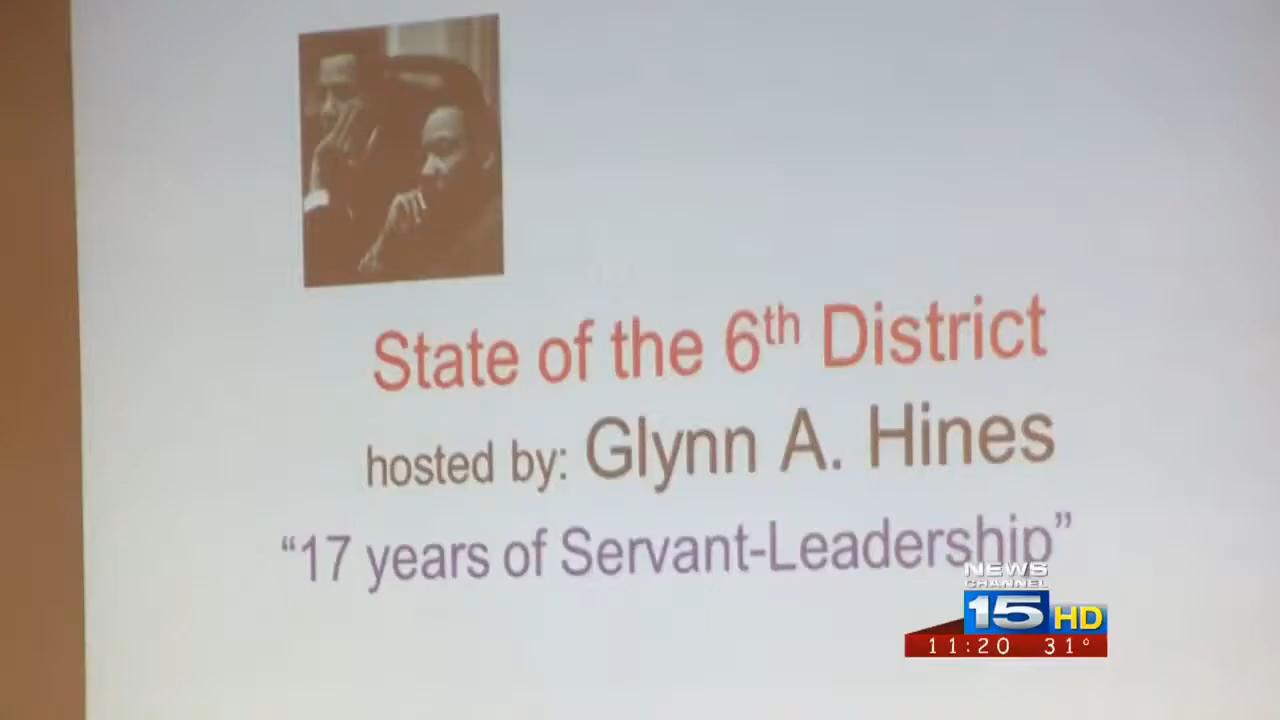 State of the 6th District
hosted by: Glynn A. Hines
“17 years of Servant-Leadership”
NEWS
CHANNEL
15 HD
11:20 31°